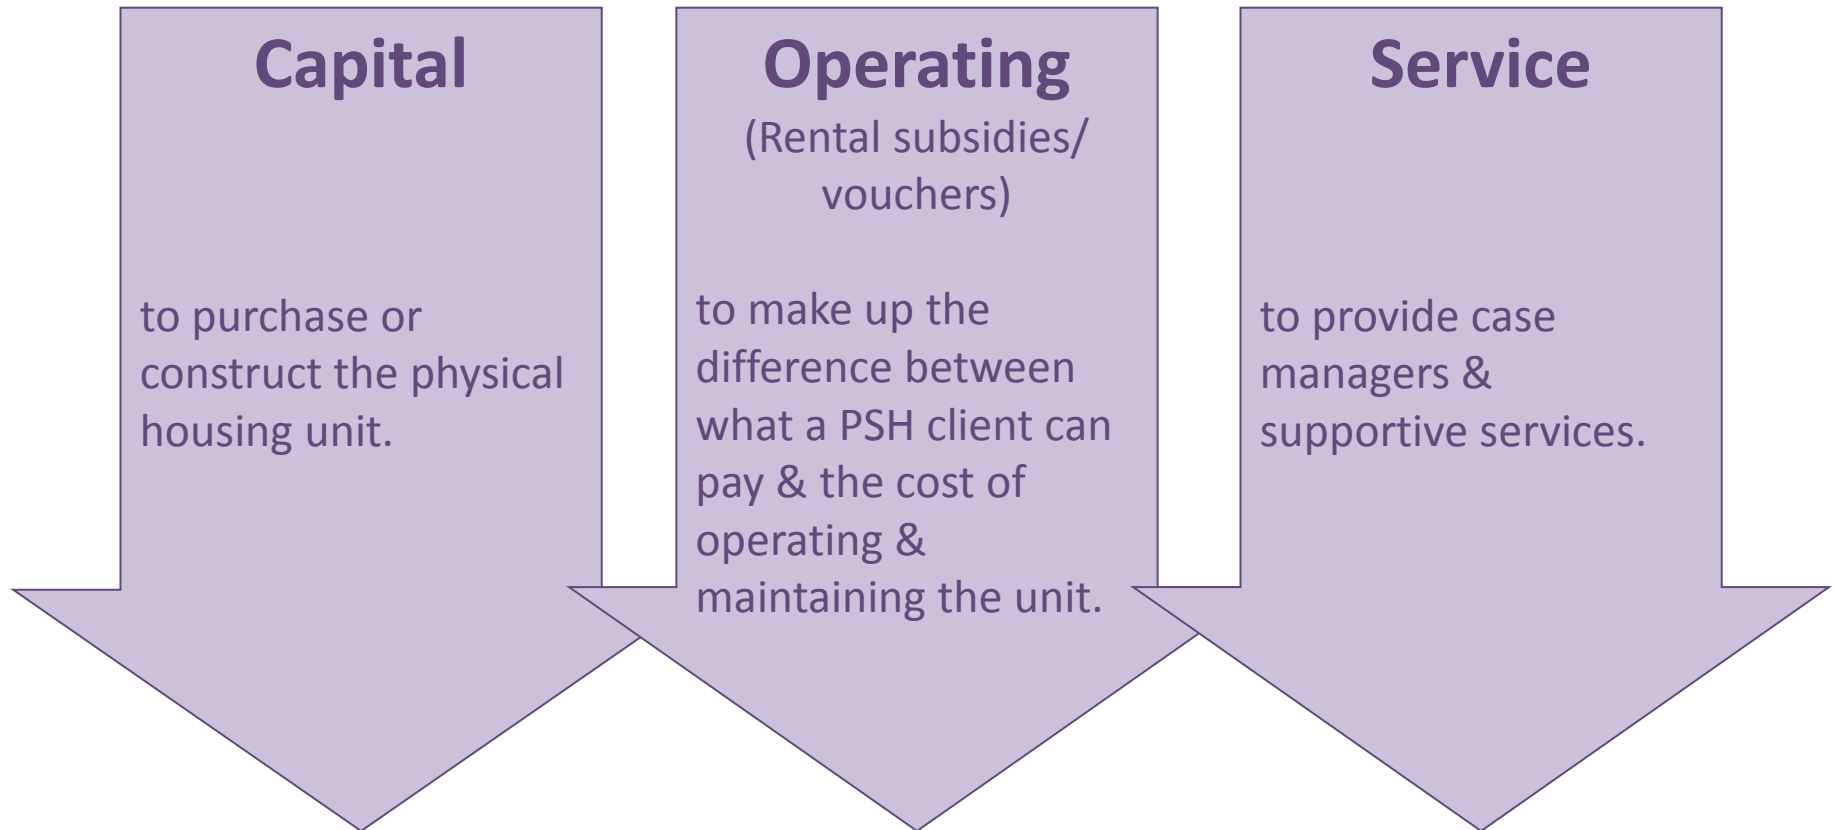 Capital
to purchase or
construct the physical
housing unit.
Operating
(Rental subsidies/
vouchers)
to make up the
difference between
what a PSH client can
pay & the cost of
operating &
maintaining the unit.
Service
to provide case
managers &
supportive services.